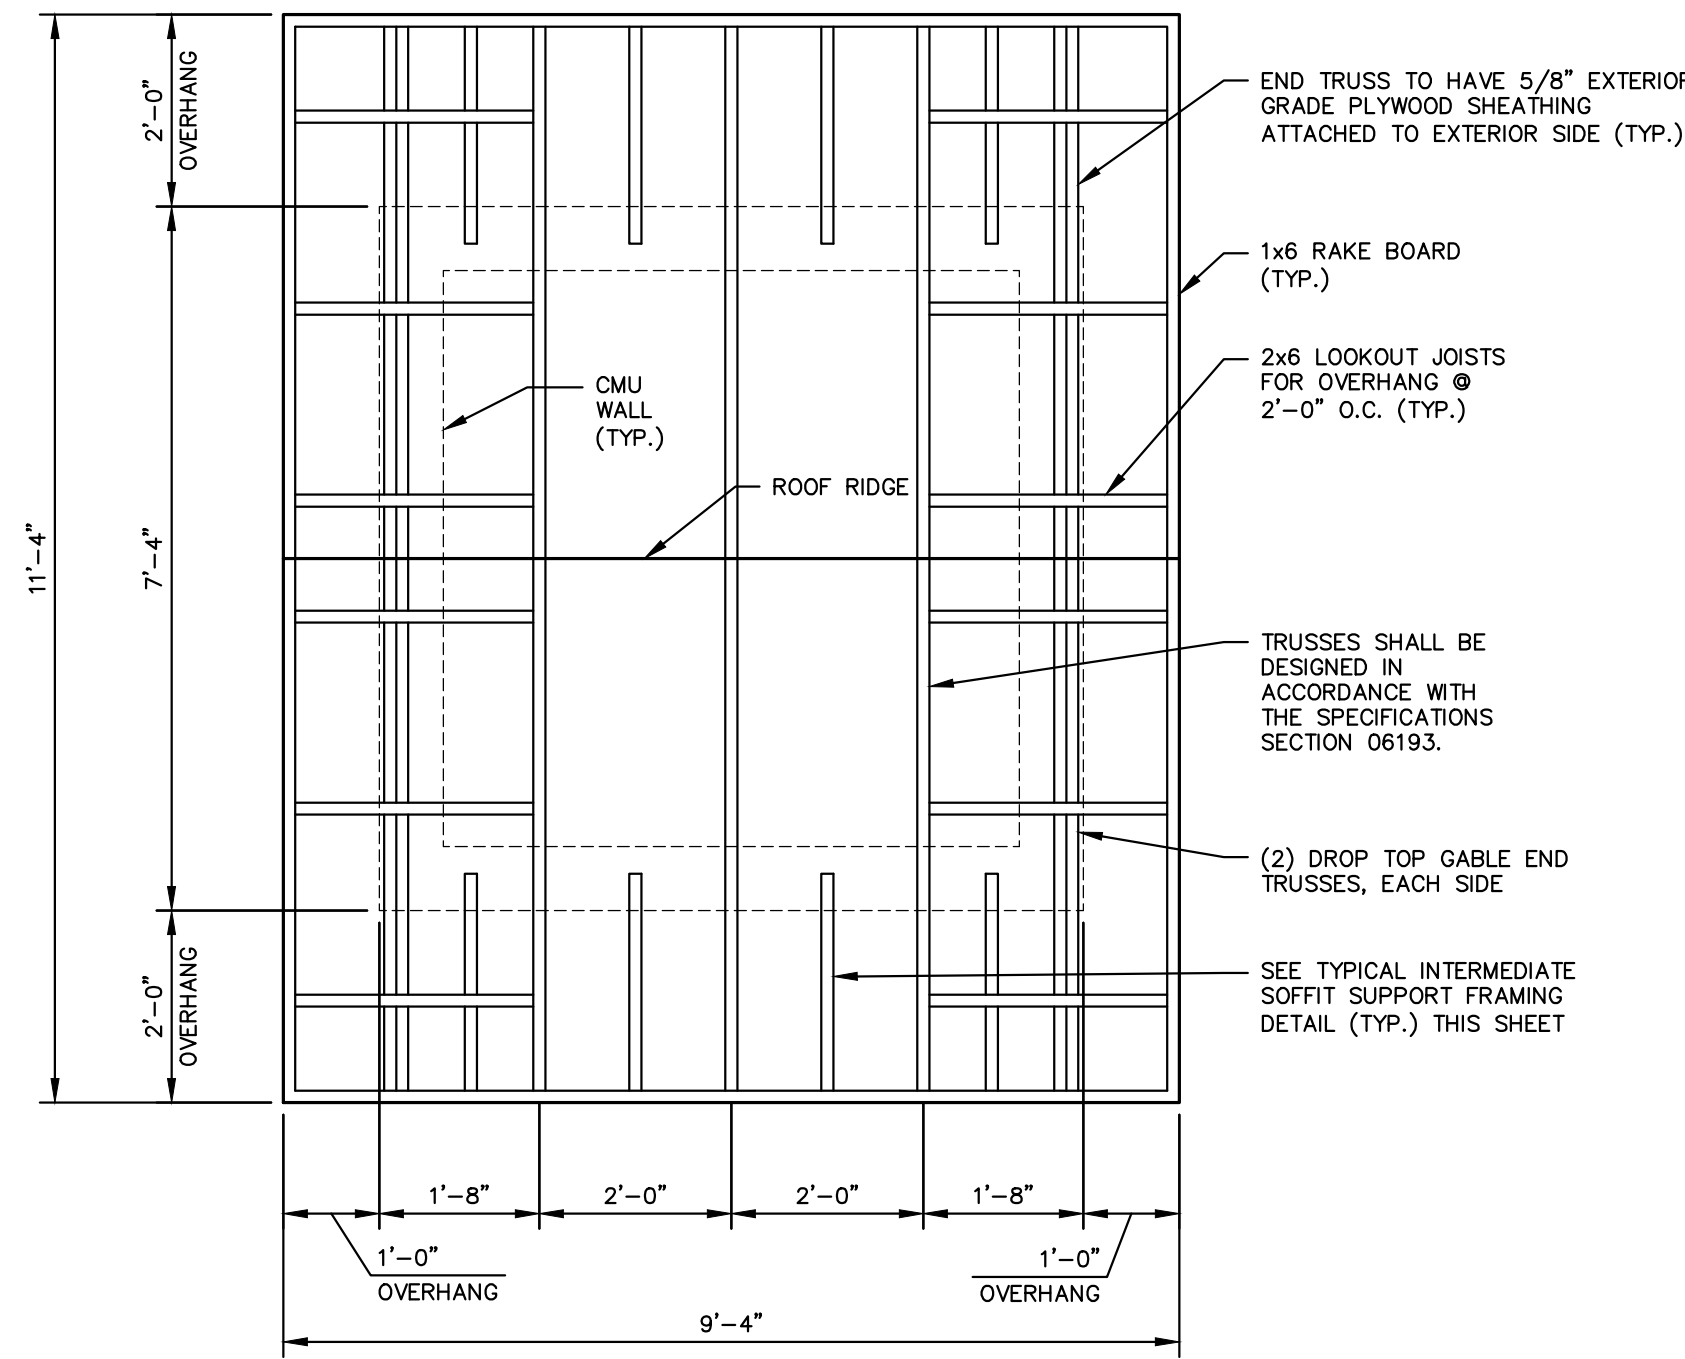 2'-0"
OVERHANG
11'-4"
7'-4"
2'-0"
OVERHANG
CMU
WALL
(TYP.)
ROOF RIDGE
END TRUSS TO HAVE 5/8" EXTERIOR
GRADE PLYWOOD SHEATHING
ATTACHED TO EXTERIOR SIDE (TYP.)
1x6 RAKE BOARD
(TYP.)
2x6 LOOKOUT JOISTS
FOR OVERHANG @
2'-0" O.C. (TYP.)
TRUSSES SHALL BE
DESIGNED IN
ACCORDANCE WITH
THE SPECIFICATIONS
SECTION 06193.
(2) DROP TOP GABLE END
TRUSSES, EACH SIDE
SEE TYPICAL INTERMEDIATE
SOFFIT SUPPORT FRAMING
DETAIL (TYP.) THIS SHEET
1'-8"
2'-0"
2'-0"
1'-8"
1'-0"
OVERHANG
1'-0"
OVERHANG
9'-4"